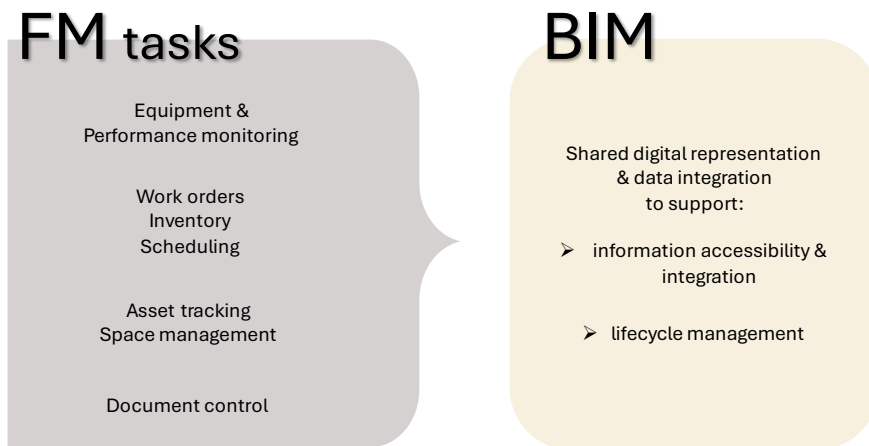 FM tasks
Equipment &
Performance monitoring
Work orders
Inventory
Scheduling
Asset tracking
Space management
Document control
BIM
Shared digital representation
& data integration
to support:
➢ information accessibility &
integration
➢ lifecycle management